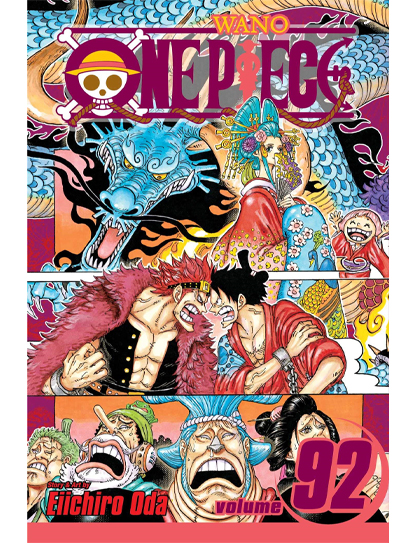 WANO
ONE PIECE
Story & Art by
Eiichiro Oda
volume 92